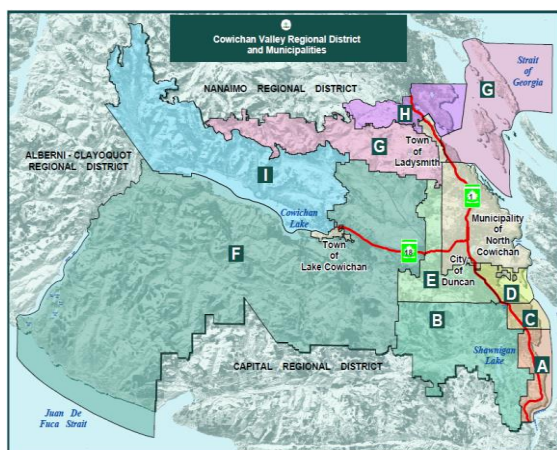 Cowichan Valley Regional District
and Municipalities
NANAIMO REGIONAL DISTRICT
Strait
of
Georgia
G
H
Town
of
Ladysmith
G
ALBERNI - CLAYOQUOT
REGIONAL DISTRICT
I
1
Municipality
of
North
Cowichan
Cowichan
Lake
F
Town
of
Lake Cowichan
18
City
of
Duncan
E
D
B
C
Shawnigan
Lake
A
CAPITAL REGIONAL DISTRICT
Juan De
Fuca Strait